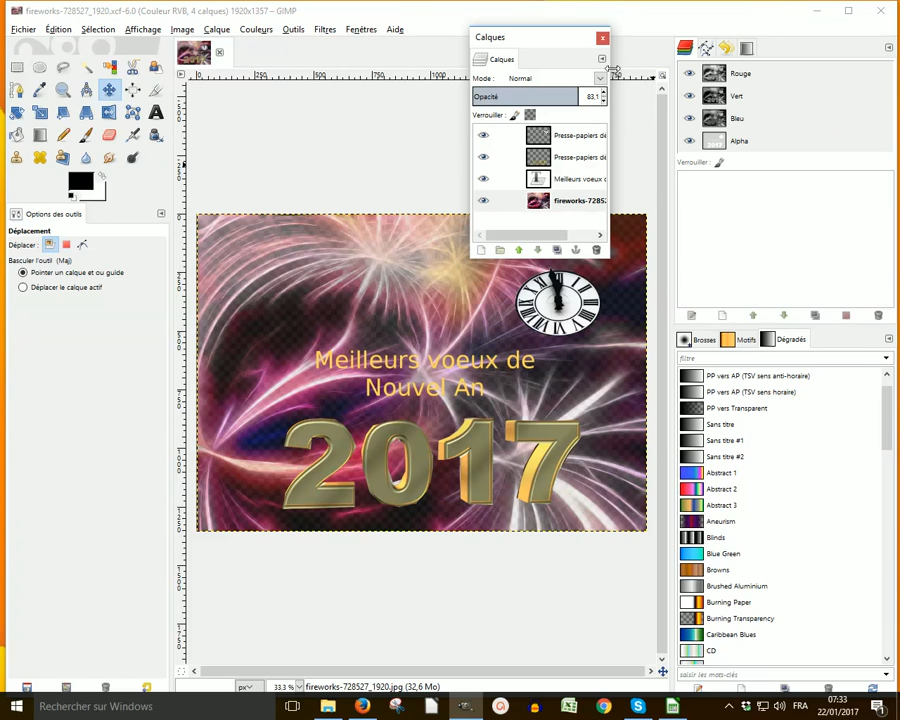 fireworks-728527_1920.xcf-6.0 (Couleur RVB, 4 calques) 1920x1357 – GIMP
Fichier Édition Sélection Affichage Image Calque Couleurs Outils Filtres Fenêtres Aide
Calques
Calques
Mode : Normal
Opacité 83,1
Verrouiller :
Presse-papiers de
Presse-papiers de
Meilleurs voeux d
fireworks-7285
Rouge
Vert
Bleu
Alpha
Verrouiller :
Options des outils
Déplacement
Déplacer :
Basculer l'outil (Maj)
Pointer un calque et ou guide
Déplacer le calque actif
0 250 500 1000
Meilleurs voeux de
Nouvel An
2017
Brosses Motifs Dégradés
filtre
PP vers AP (TSV sens anti-horaire)
PP vers AP (TSV sens horaire)
PP vers Transparent
Sans titre
Sans titre #1
Sans titre #2
Abstract 1
Abstract 2
Abstract 3
Aneurism
Blinds
Blue Green
Browns
Brushed Aluminium
Burning Paper
Burning Transparency
Caribbean Blues
CD
saisir les mots-clés
px 33,3 % fireworks-728527_1920.jpg (32,6 Mo)
Rechercher sur Windows
FRA
07:33
22/01/2017